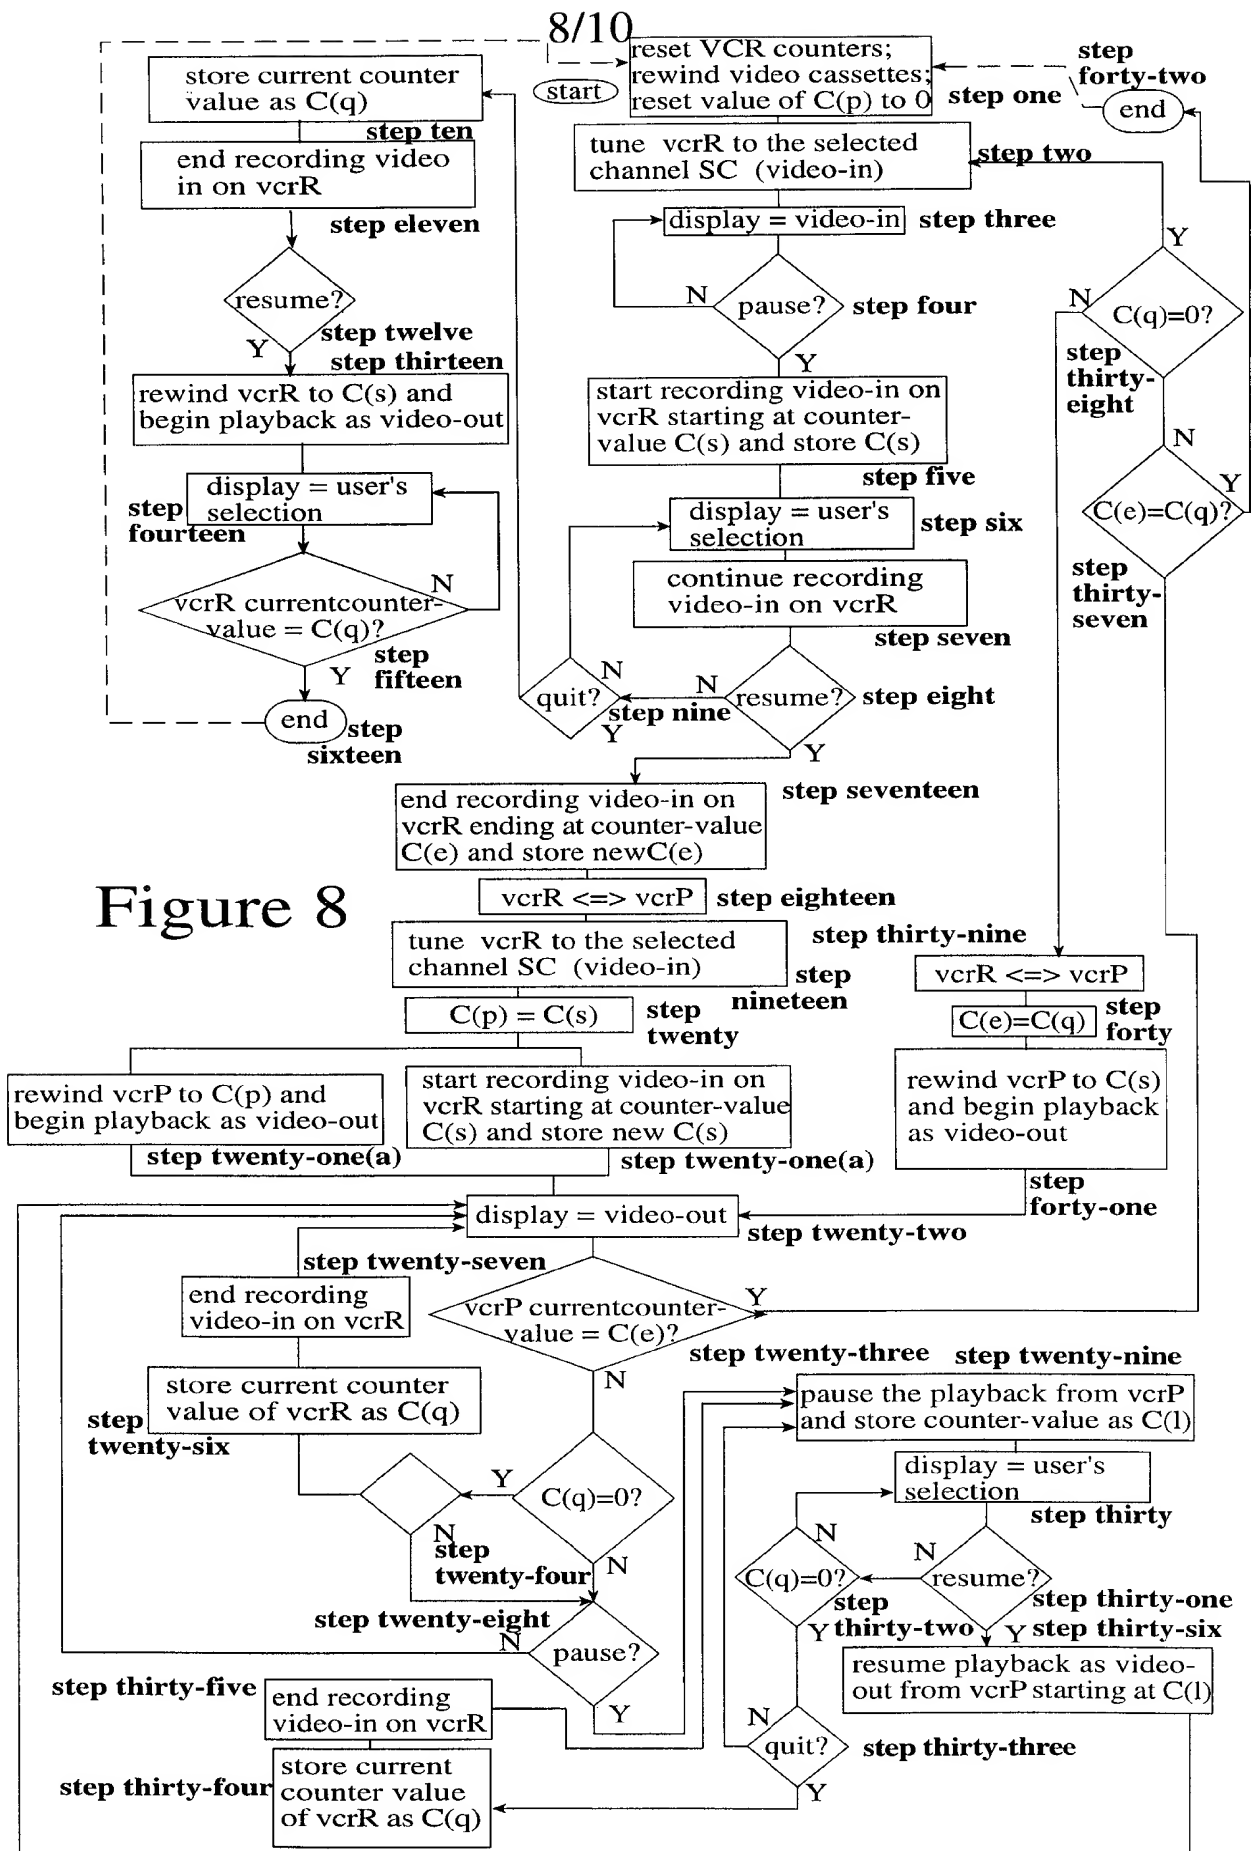 8/10
reset VCR counters;
rewind video cassettes;
reset value of C(p) to 0
start
step one
step
forty-two
end
tune vcrR to the selected
channel SC (video-in)
step two
display = video-in
step three
N
pause?
step four
Y
start recording video-in on
vcrR starting at counter-
value C(s) and store C(s)
step five
display = user's
selection
step six
continue recording
video-in on vcrR
step seven
N
quit?
Y
step nine
N
resume?
step eight
Y
store current counter
value as C(q)
step ten
end recording video
in on vcrR
step eleven
resume?
step twelve
Y
step thirteen
rewind vcrR to C(s) and
begin playback as video-out
display = user's
selection
step
fourteen
N
vcrR currentcounter-
value = C(q)?
Y
step
fifteen
end
step
sixteen
Y
N
C(q)=0?
step
thirty-
eight
N
Y
C(e)=C(q)?
step
thirty-
seven
step seventeen
end recording video-in on
vcrR ending at counter-value
C(e) and store newC(e)
Figure 8
vcrR <=> vcrP
step eighteen
tune vcrR to the selected
channel SC (video-in)
step
nineteen
C(p) = C(s)
step
twenty
step thirty-nine
vcrR <=> vcrP
C(e)=C(q)
step
forty
rewind vcrP to C(s)
and begin playback
as video-out
step
forty-one
rewind vcrP to C(p) and
begin playback as video-out
step twenty-one(a)
start recording video-in on
vcrR starting at counter-value
C(s) and store new C(s)
step twenty-one(a)
display = video-out
step twenty-two
step twenty-seven
end recording
video-in on vcrR
vcrP currentcounter-
value = C(e)?
Y
step twenty-three
N
store current counter
value of vcrR as C(q)
step
twenty-six
Y
C(q)=0?
N
N
step
twenty-four
step twenty-eight
N
pause?
Y
step twenty-nine
pause the playback from vcrP
and store counter-value as C(l)
display = user's
selection
step thirty
N
C(q)=0?
N
resume?
step
thirty-two
Y
step thirty-one
Y
step thirty-six
resume playback as video-
out from vcrP starting at C(l)
N
quit?
step thirty-three
Y
step thirty-five
end recording
video-in on vcrR
step thirty-four
store current
counter value
of vcrR as C(q)